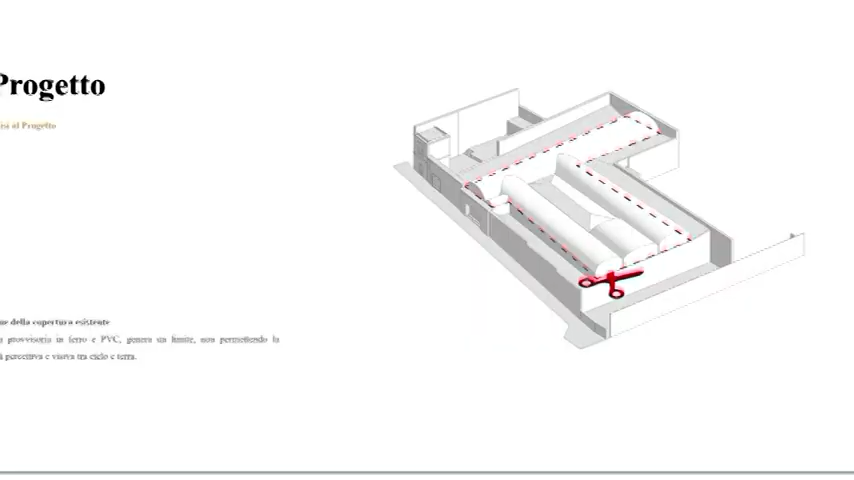 Progetto
al Progetto
della copertura esistente
provvisoria in ferro e PVC, genera un limite, non permettendo la
percettiva e visiva tra cielo e terra.